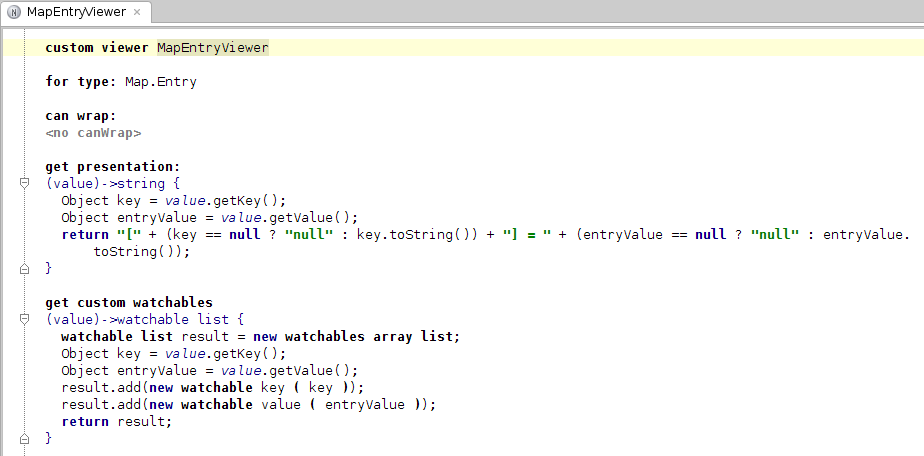 N MapEntryViewer ×
custom viewer MapEntryViewer
for type: Map.Entry
can wrap:
<no canWrap>
get presentation:
(value)->string {
Object key = value.getKey();
Object entryValue = value.getValue();
return "[" + (key == null ? "null" : key.toString()) + "] = " + (entryValue == null ? "null" : entryValue.
toString());
}
get custom watchables
(value)->watchable list {
watchable list result = new watchables array list;
Object key = value.getKey();
Object entryValue = value.getValue();
result.add(new watchable key ( key ));
result.add(new watchable value ( entryValue ));
return result;
}